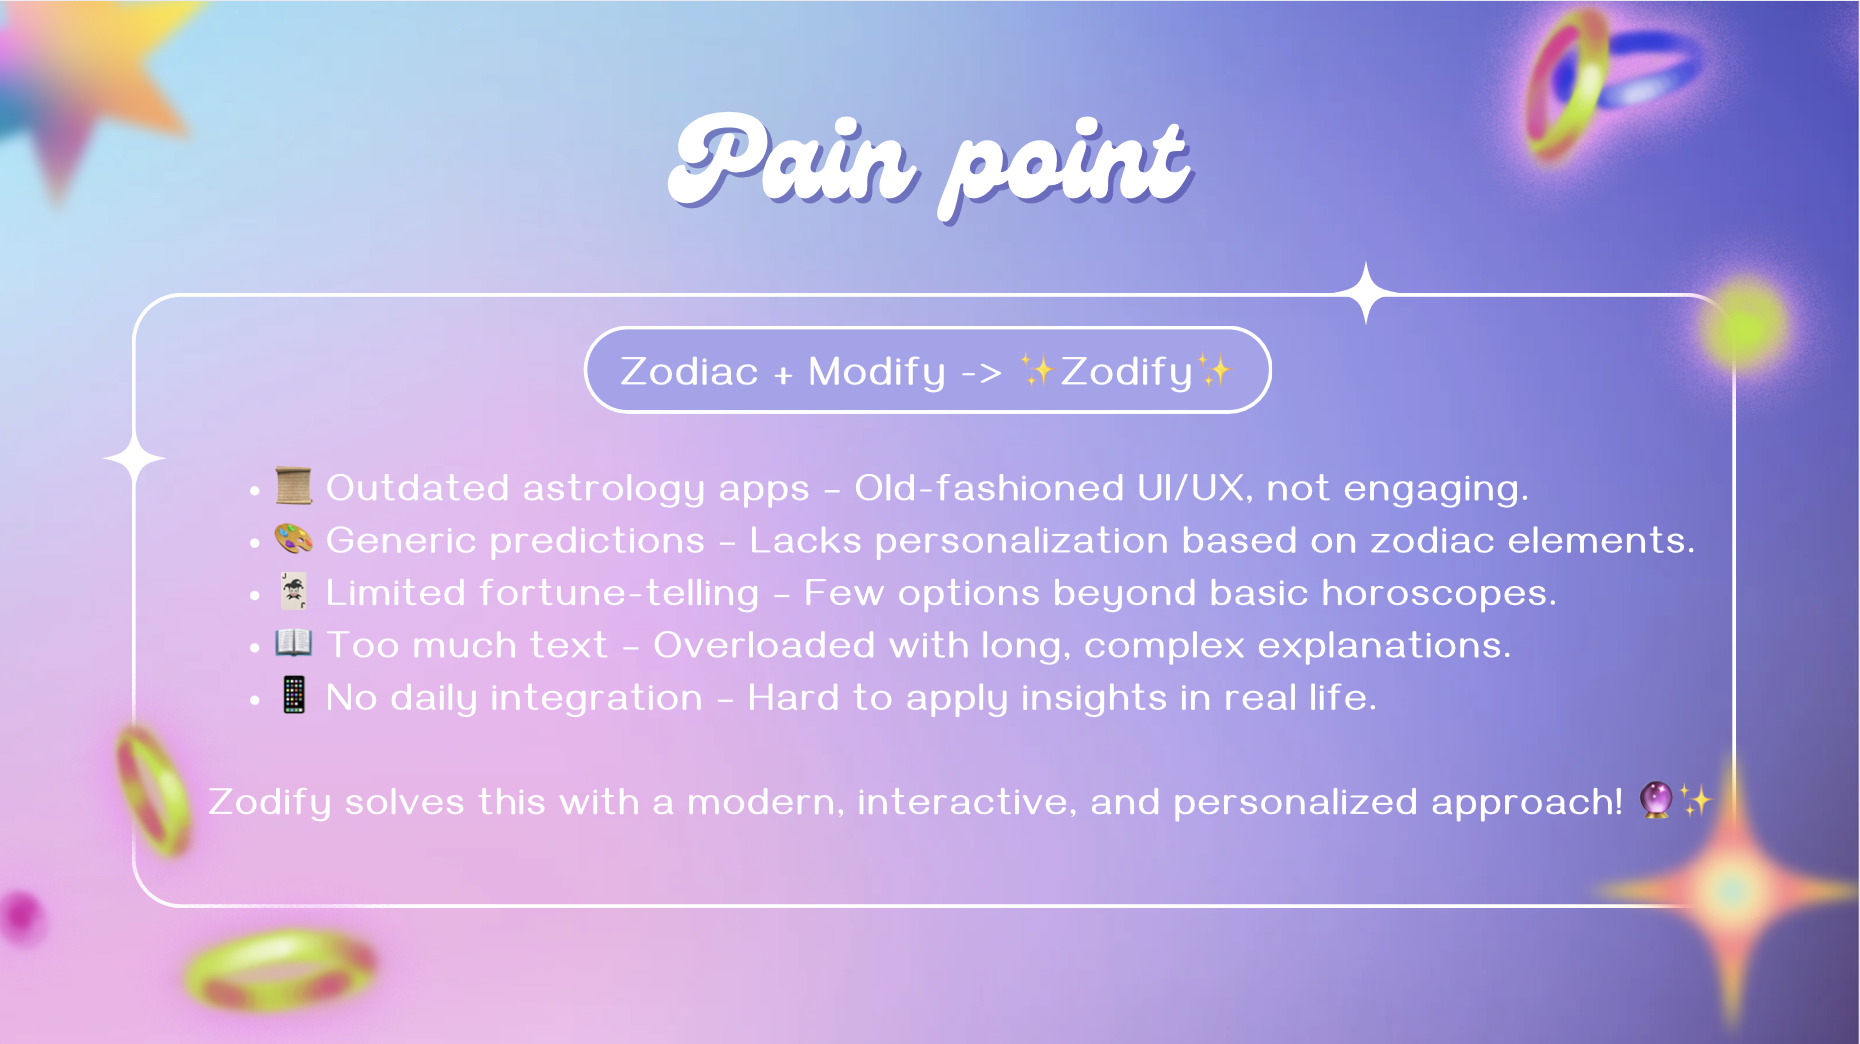 Pain point
Zodiac + Modify -> ✨Zodify✨
• 📜 Outdated astrology apps – Old-fashioned UI/UX, not engaging.
• 🎨 Generic predictions – Lacks personalization based on zodiac elements.
• 🃏 Limited fortune-telling – Few options beyond basic horoscopes.
• 📖 Too much text – Overloaded with long, complex explanations.
• 📱 No daily integration – Hard to apply insights in real life.
Zodify solves this with a modern, interactive, and personalized approach! 🔮✨